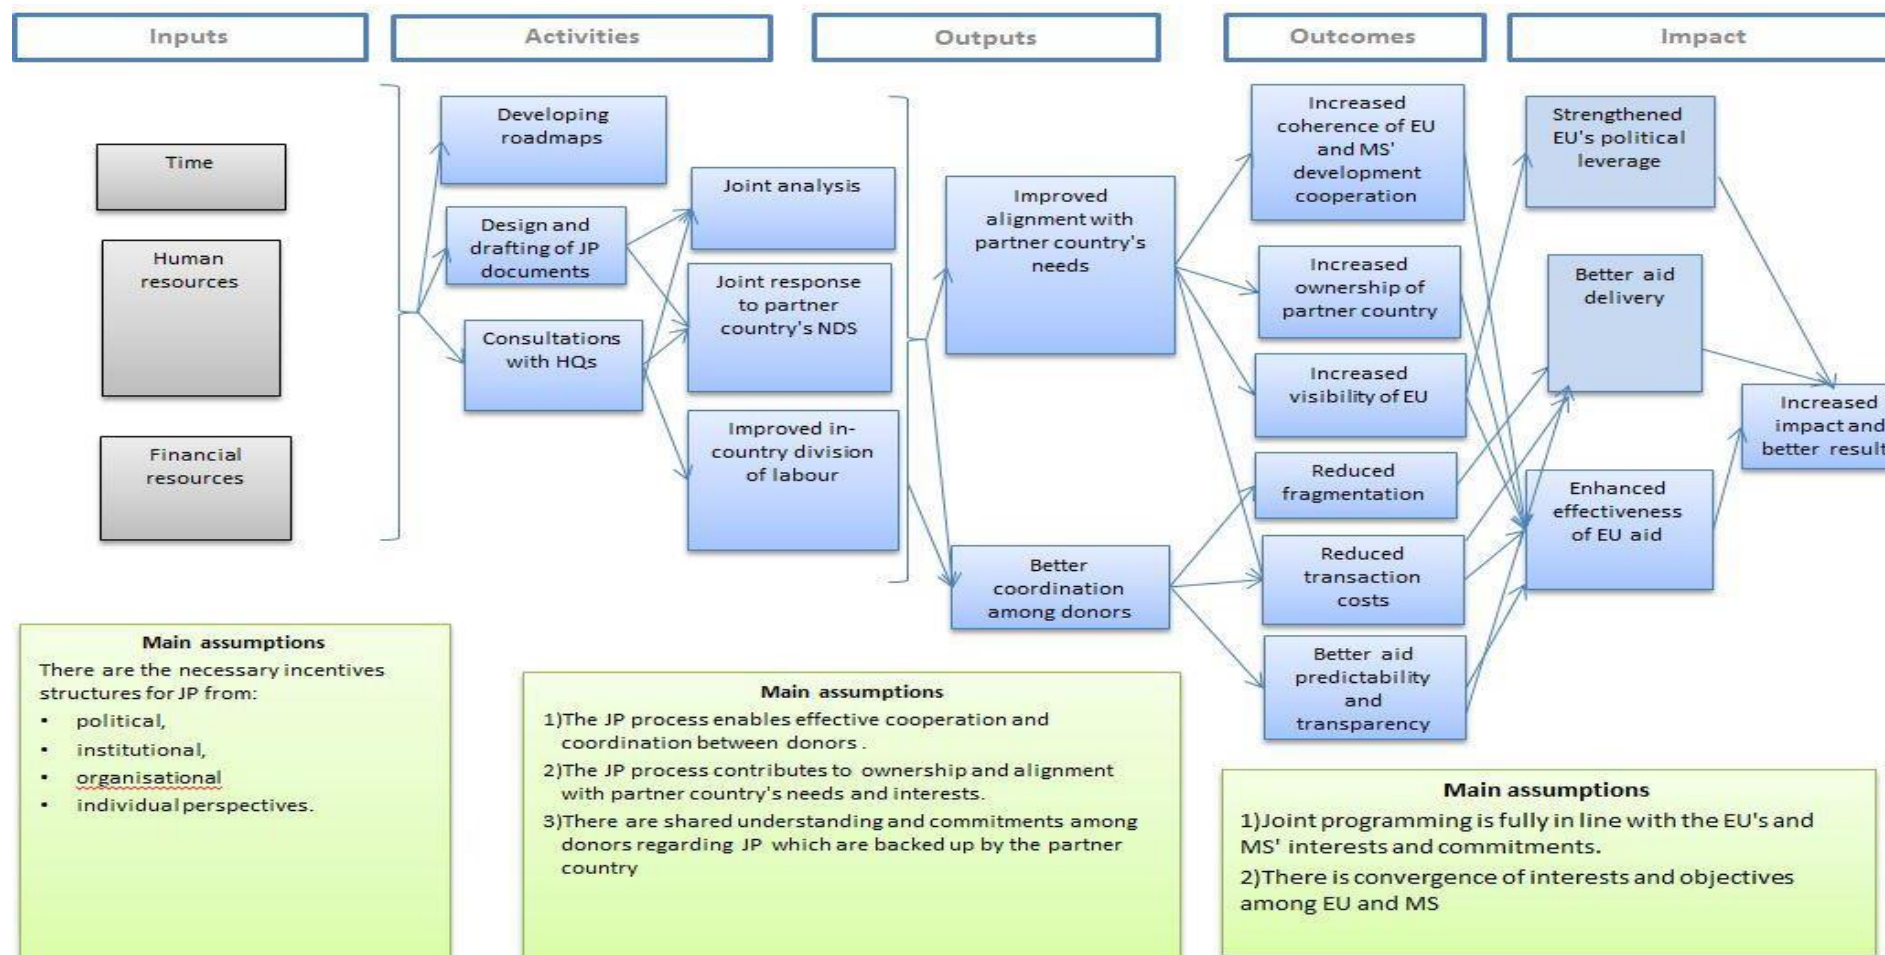 Inputs
Activities
Outputs
Outcomes
Impact
Time
Human
resources
Financial
resources
Developing
roadmaps
Design and
drafting of JP
documents
Consultations
with HQs
Joint analysis
Joint response
to partner
country's NDS
Improved in-
country division
of labour
Improved
alignment with
partner country's
needs
Better
coordination
among donors
Increased
coherence of EU
and MS'
development
cooperation
Increased
ownership of
partner country
Increased
visibility of EU
Reduced
fragmentation
Reduced
transaction
costs
Better aid
predictability
and
transparency
Strengthened
EU's political
leverage
Better aid
delivery
Enhanced
effectiveness
of EU aid
Increased
impact and
better result
Main assumptions
There are the necessary incentives
structures for JP from:
• political,
• institutional,
• organisational
• individual perspectives.
Main assumptions
1)The JP process enables effective cooperation and
coordination between donors .
2)The JP process contributes to ownership and alignment
with partner country's needs and interests.
3)There are shared understanding and commitments among
donors regarding JP which are backed up by the partner
country
Main assumptions
1)Joint programming is fully in line with the EU's and
MS' interests and commitments.
2)There is convergence of interests and objectives
among EU and MS